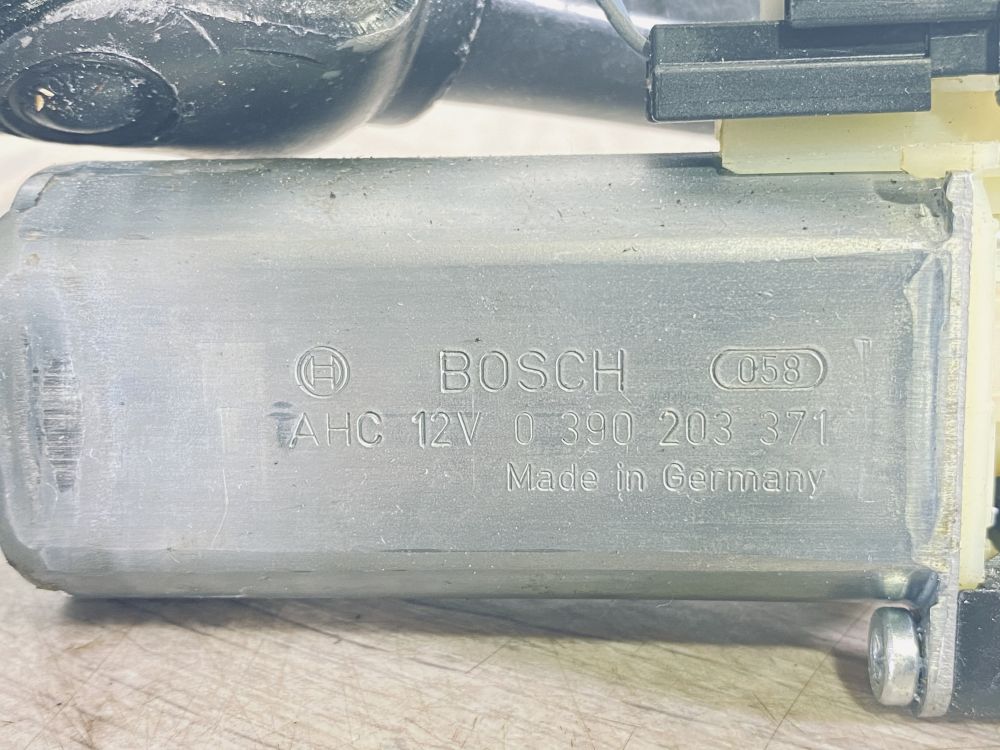 BOSCH 058
AHC 12V 0 390 203 371
Made in Germany